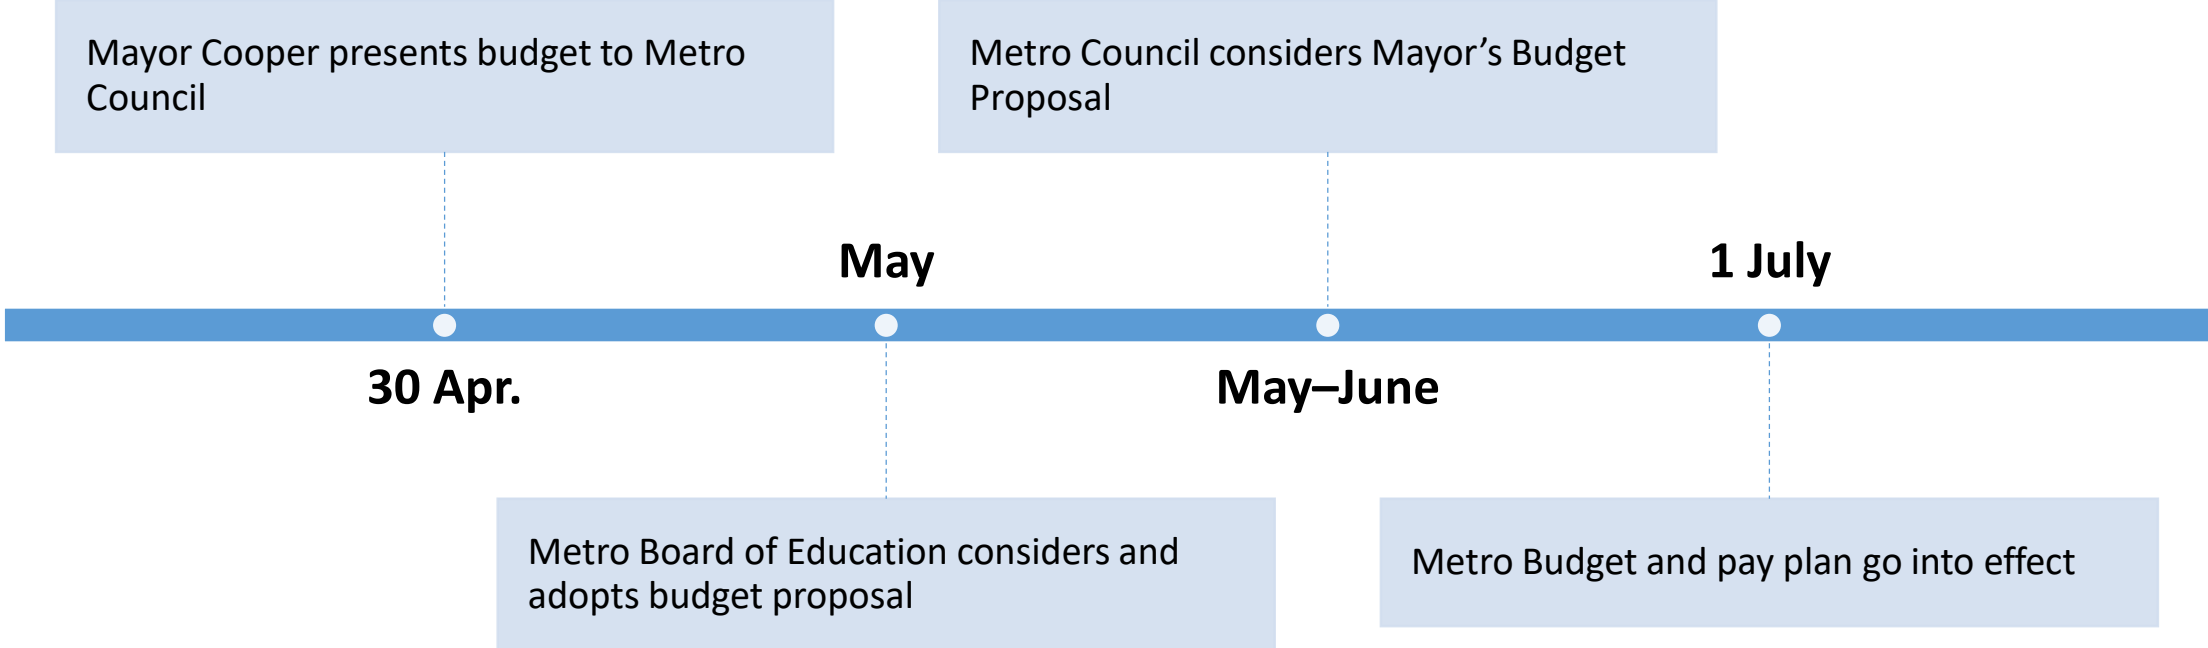 Mayor Cooper presents budget to Metro
Council
Metro Council considers Mayor’s Budget
Proposal
May
1 July
30 Apr.
May–June
Metro Board of Education considers and
adopts budget proposal
Metro Budget and pay plan go into effect